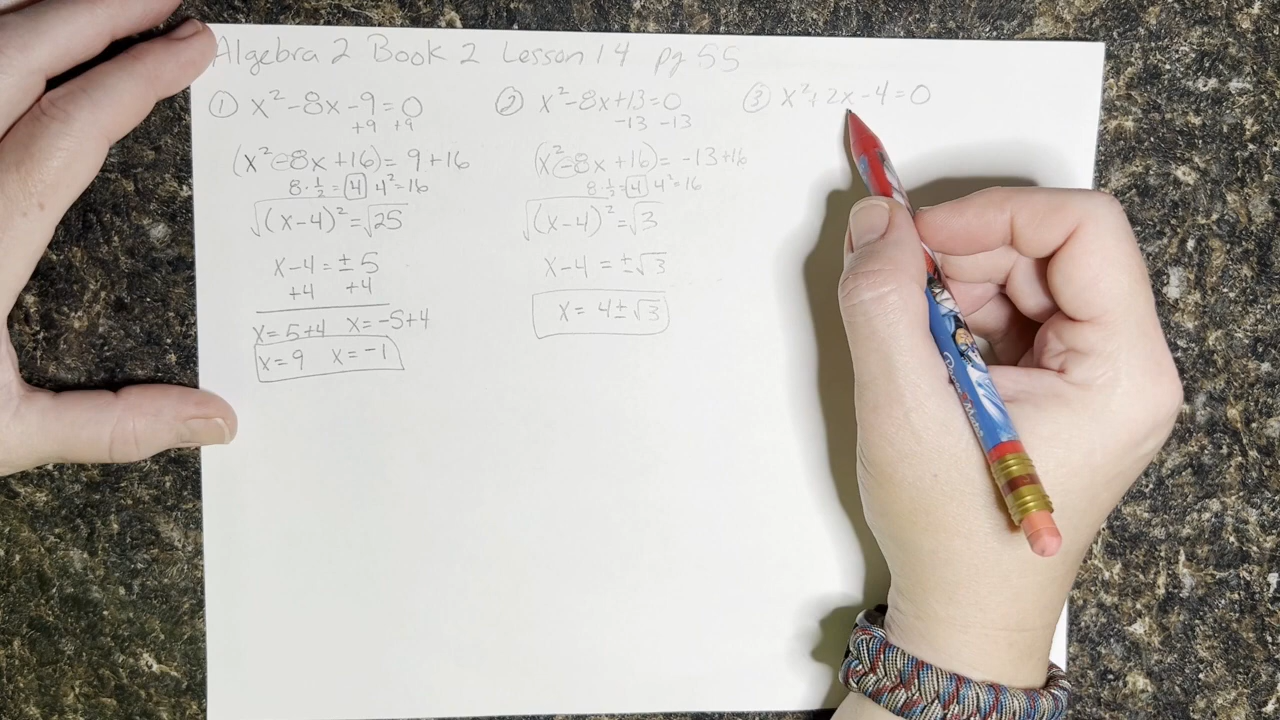 Algebra 2 Book 2 Lesson 14 pg 55
① x²-8x-9=0
+9 +9
(x²-8x+16)= 9+16
8·½=4 4²=16
√(x-4)²=√25
x-4=±5
+4 +4
x=5+4 x=-5+4
x=9 x=-1
② x²-8x+13=0
-13 -13
(x²-8x+16)= -13+16
8·½=4 4²=16
√(x-4)²=√3
x-4=±√3
x=4±√3
③ x²+2x-4=0